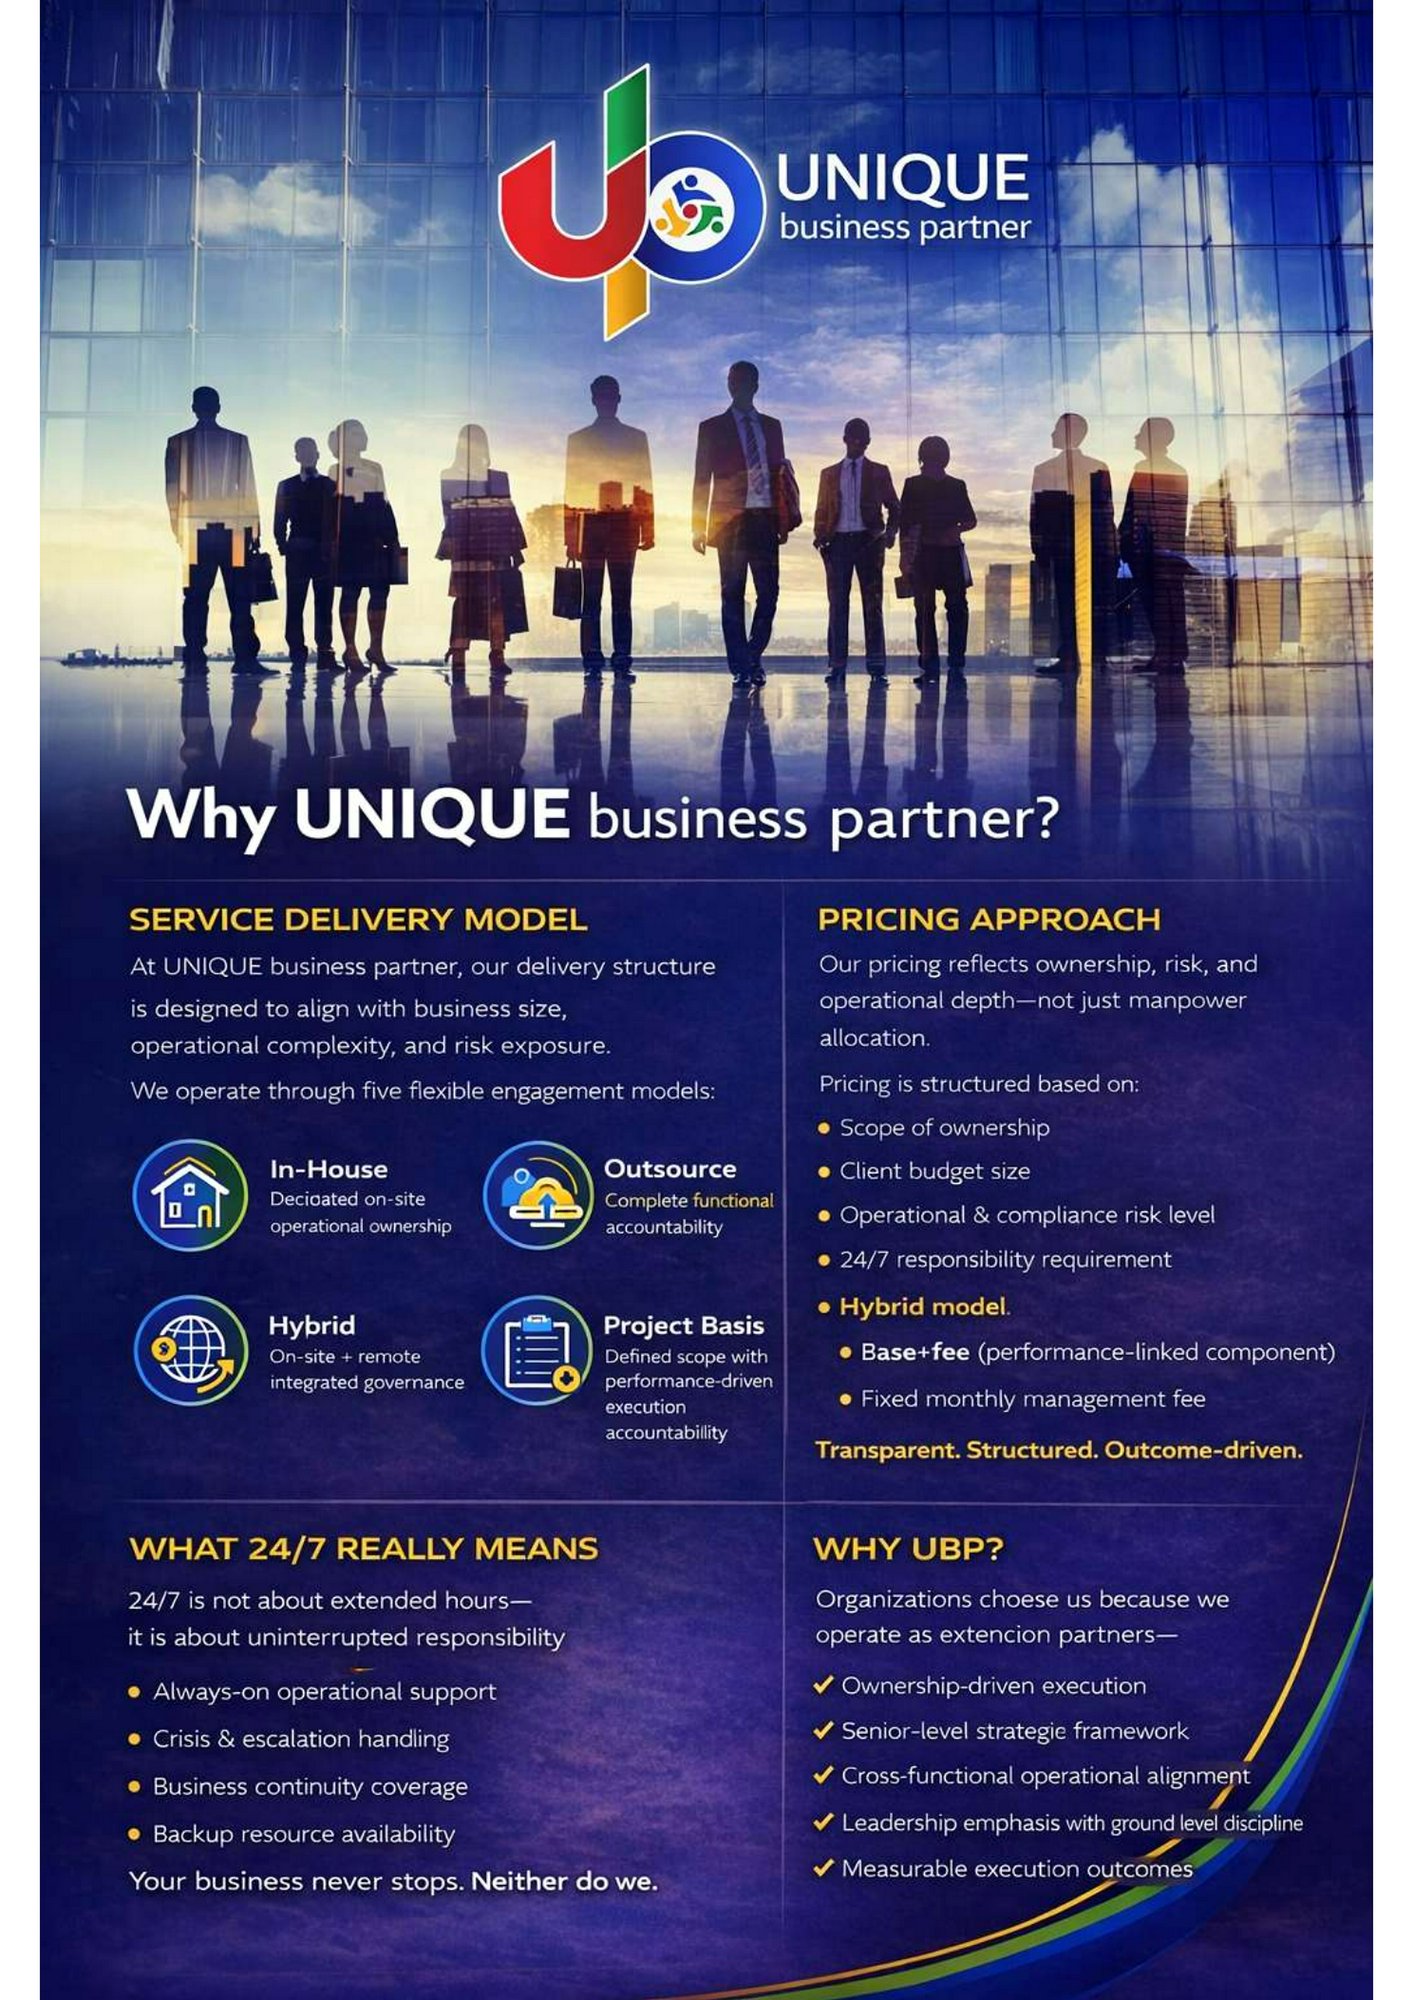 UNIQUE
business partner
Why UNIQUE business partner?
SERVICE DELIVERY MODEL
At UNIQUE business partner, our delivery structure
is designed to align with business size,
operational complexity, and risk exposure.
We operate through five flexible engagement models:
In-House
Deciɑated on-site
operational ownership
Outsource
Complete functional
accountability
Hybrid
On-site + remote
integrated governance
Project Basis
Defined scope with
performance-driven
execution
accountabillity
PRICING APPROACH
Our pricing reflects ownership, risk, and
operational depth—not just manpower
allocation.
Pricing is structured based on:
• Scope of ownership
• Client budget size
• Operational & compliance risk level
• 24/7 responsibility requirement
• Hybrid model.
• Base+fee (performance-linked component)
• Fixed monthly management fee
Transparent. Structured. Outcome-driven.
WHAT 24/7 REALLY MEANS
24/7 is not about extended hours—
it is about uninterrupted responsibility
• Always-on operational support
• Crisis & escalation handling
• Business continuity coverage
• Backup resource availability
Your business never stops. Neither do we.
WHY UBP?
Organizations choese us because we
operate as extencion partners—
✓ Ownership-driven execution
✓ Senior-level strategic framework
✓ Cross-functional operational alignment
✓ Leadership emphasis with ground level discipline
✓ Measurable execution outcomes